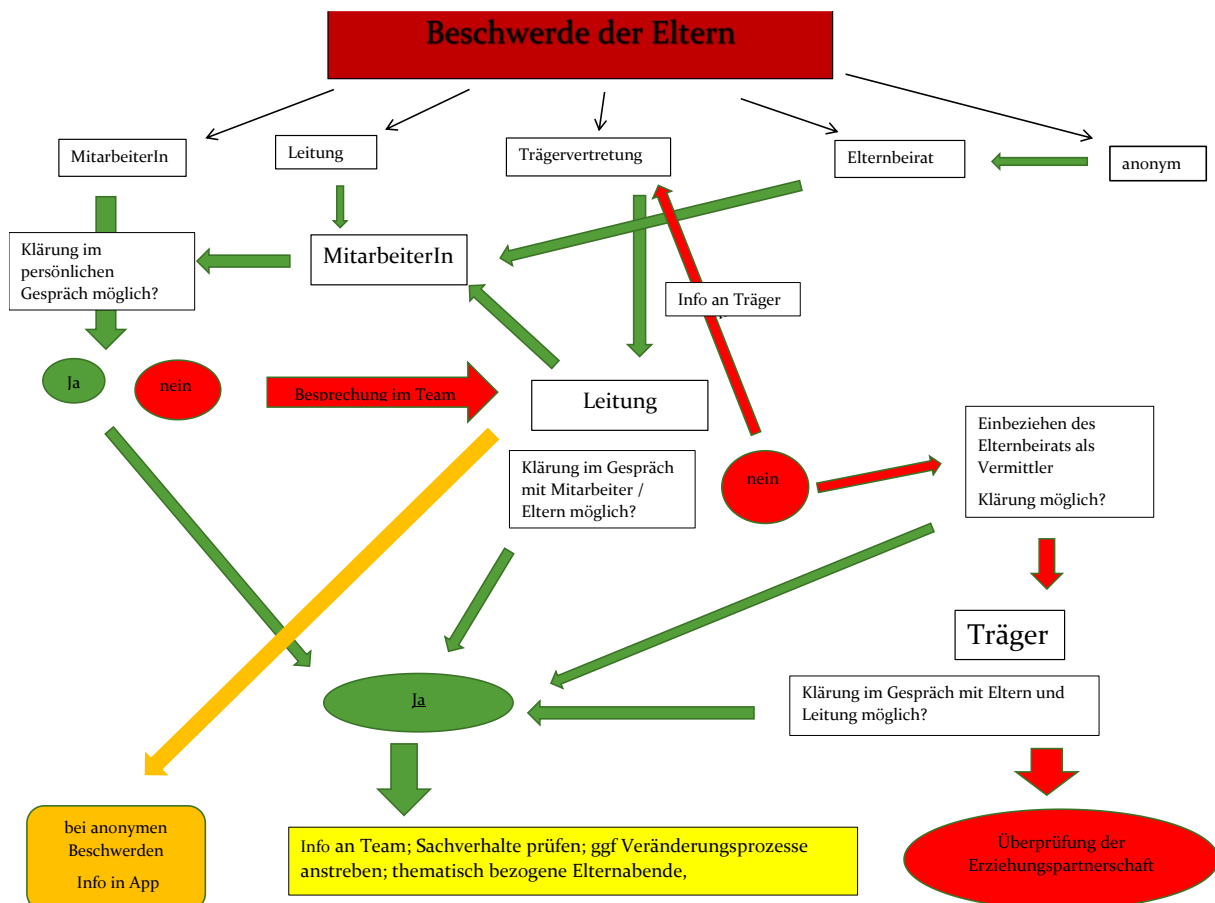 Beschwerde der Eltern
MitarbeiterIn
Leitung
Trägervertretung
Elternbeirat
anonym
Klärung im
persönlichen
Gespräch möglich?
MitarbeiterIn
Info an Träger
Ja
nein
Besprechung im Team
Leitung
Klärung im Gespräch
mit Mitarbeiter /
Eltern möglich?
nein
Einbeziehen des
Elternbeirats als
Vermittler
Klärung möglich?
Träger
Klärung im Gespräch mit Eltern und
Leitung möglich?
Ja
bei anonymen
Beschwerden
Info in App
Info an Team; Sachverhalte prüfen; ggf Veränderungsprozesse
anstreben; thematisch bezogene Elternabende,
Überprüfung der
Erziehungspartnerschaft